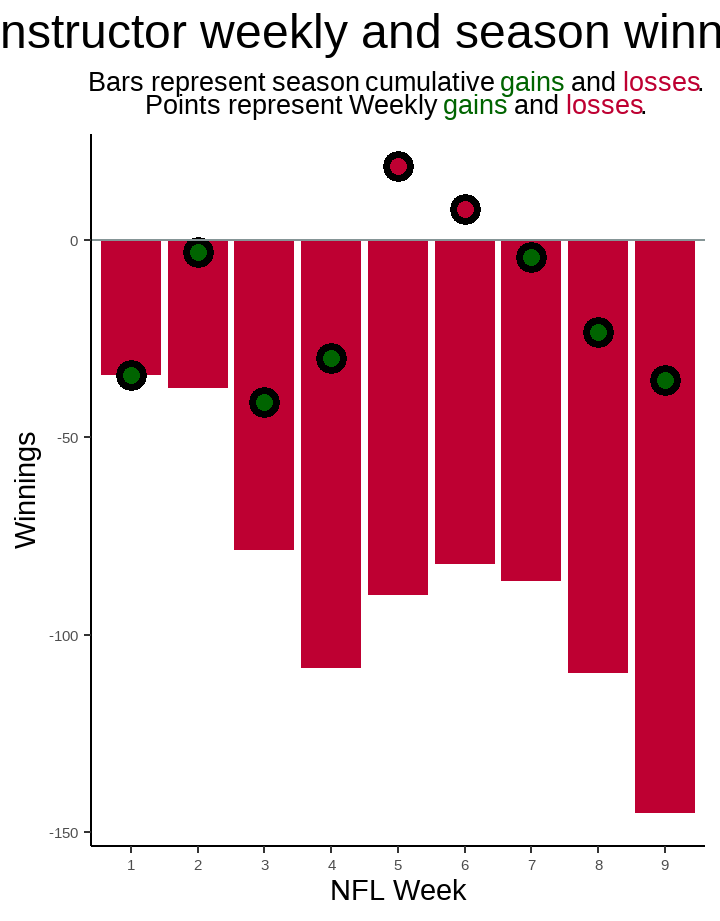 nstructor weekly and season winn
Bars represent season cumulative gains and losses.
Points represent Weekly gains and losses.
0
-50
-100
-150
Winnings
1 2 3 4 5 6 7 8 9
NFL Week